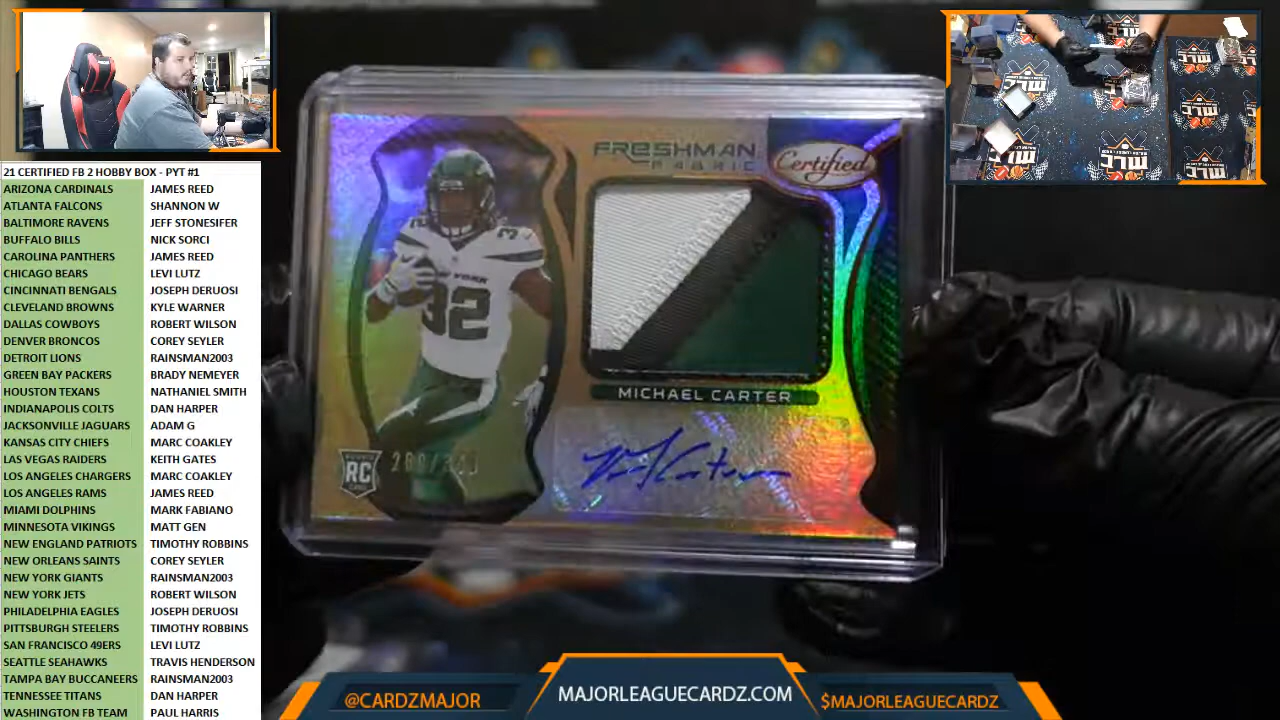 21 CERTIFIED FB 2 HOBBY BOX - PYT #1
ARIZONA CARDINALS JAMES REED
ATLANTA FALCONS SHANNON W
BALTIMORE RAVENS JEFF STONESIFER
BUFFALO BILLS NICK SORCI
CAROLINA PANTHERS JAMES REED
CHICAGO BEARS LEVI LUTZ
CINCINNATI BENGALS JOSEPH DERUOSI
CLEVELAND BROWNS KYLE WARNER
DALLAS COWBOYS ROBERT WILSON
DENVER BRONCOS COREY SEYLER
DETROIT LIONS RAINSMAN2003
GREEN BAY PACKERS BRADY NEMEYER
HOUSTON TEXANS NATHANIEL SMITH
INDIANAPOLIS COLTS DAN HARPER
JACKSONVILLE JAGUARS ADAM G
KANSAS CITY CHIEFS MARC COAKLEY
LAS VEGAS RAIDERS KEITH GATES
LOS ANGELES CHARGERS MARC COAKLEY
LOS ANGELES RAMS JAMES REED
MIAMI DOLPHINS MARK FABIANO
MINNESOTA VIKINGS MATT GEN
NEW ENGLAND PATRIOTS TIMOTHY ROBBINS
NEW ORLEANS SAINTS COREY SEYLER
NEW YORK GIANTS RAINSMAN2003
NEW YORK JETS ROBERT WILSON
PHILADELPHIA EAGLES JOSEPH DERUOSI
PITTSBURGH STEELERS TIMOTHY ROBBINS
SAN FRANCISCO 49ERS LEVI LUTZ
SEATTLE SEAHAWKS TRAVIS HENDERSON
TAMPA BAY BUCCANEERS RAINSMAN2003
TENNESSEE TITANS DAN HARPER
WASHINGTON FB TEAM PAUL HARRIS
FRESHMAN
FABRIC
Certified
32
NEW YORK
32
MICHAEL CARTER
RC
@CARDZMAJOR
MAJORLEAGUECARDZ.COM
$MAJORLEAGUECARDZ